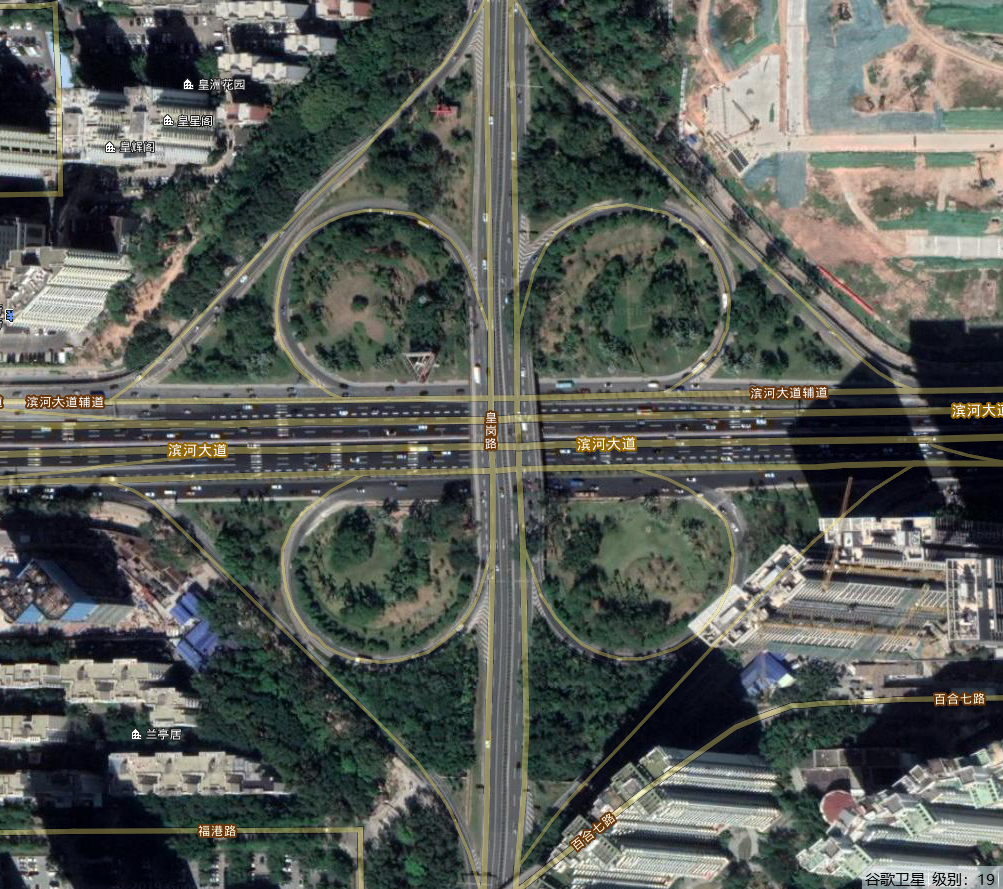 皇洲花园
皇星阁
皇辉阁
滨河大道辅道
滨河大道辅道
滨河大道
皇岗路
滨河大道
滨河大道
百合七路
兰亭居
福港路
百合七路
谷歌卫星 级别：19